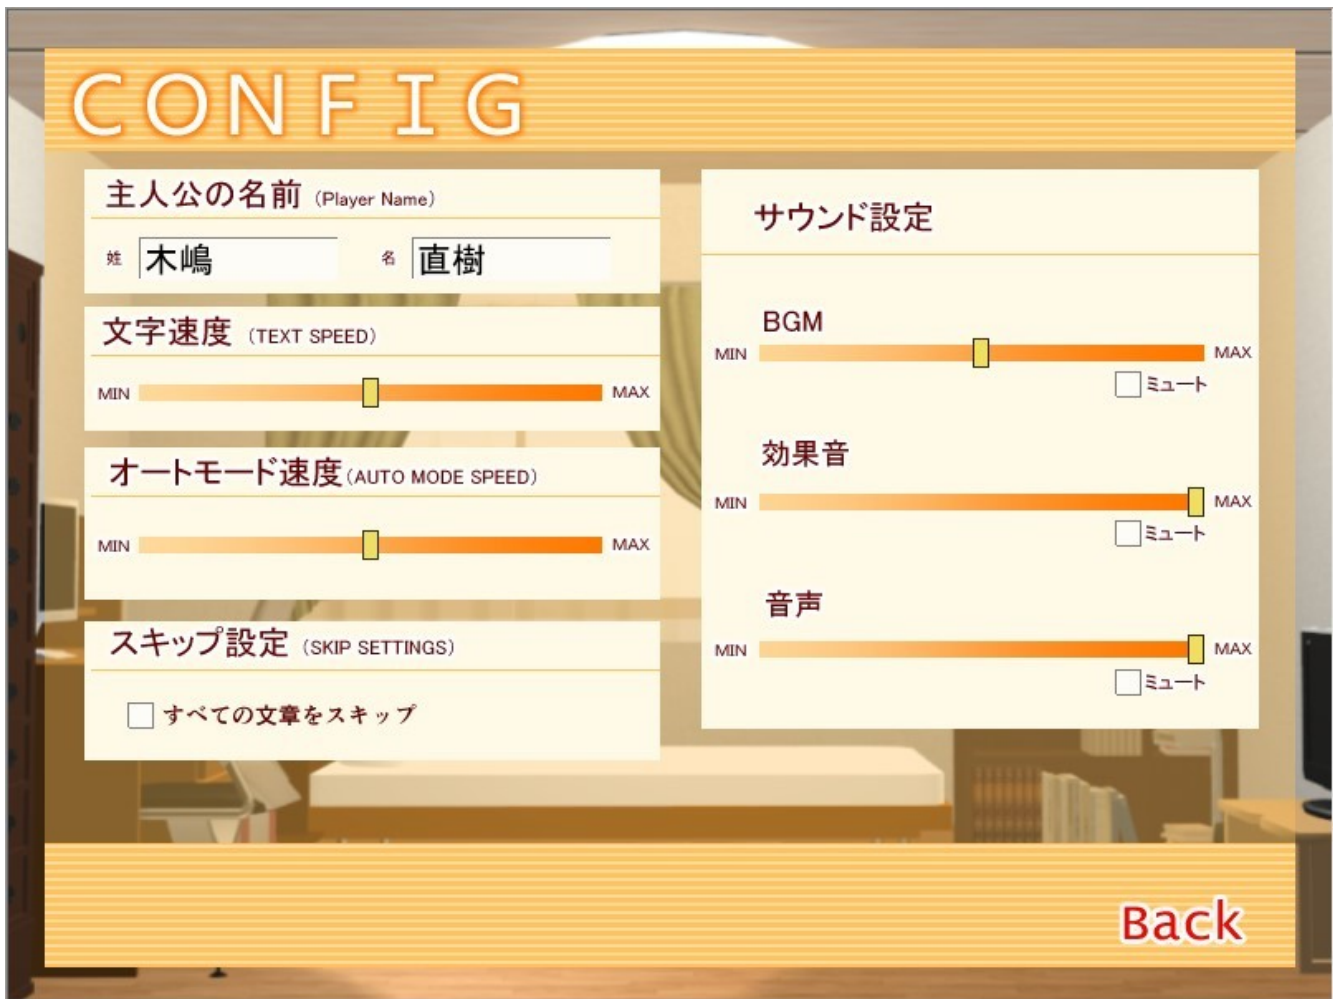 CONFIG
主人公の名前 (Player Name)
姓 木嶋 名 直樹
文字速度 (TEXT SPEED)
MIN MAX
オートモード速度(AUTO MODE SPEED)
MIN MAX
スキップ設定 (SKIP SETTINGS)
すべての文章をスキップ
サウンド設定
BGM
MIN MAX
ミュート
効果音
MIN MAX
ミュート
音声
MIN MAX
ミュート
Back